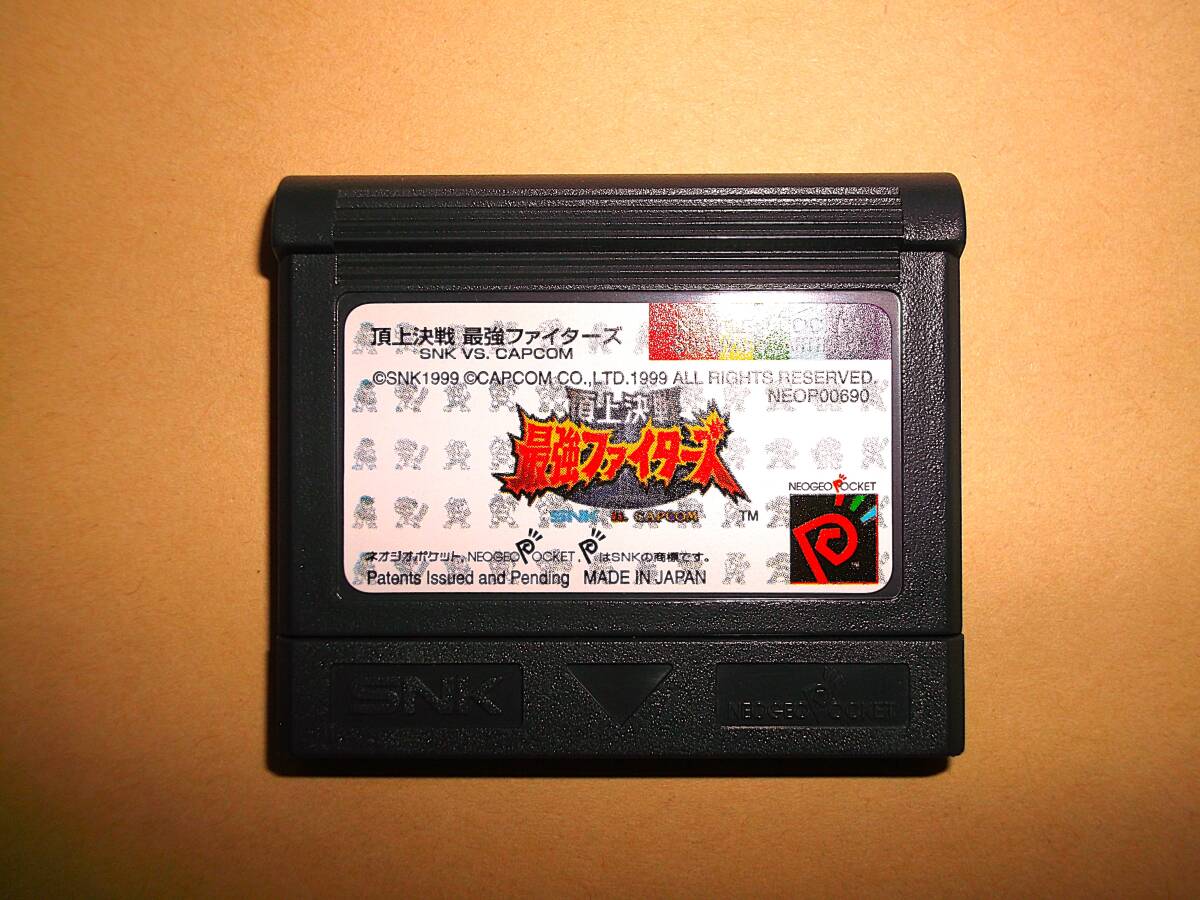 頂上決戦 最強ファイターズ
SNK VS. CAPCOM
©SNK1999 ©CAPCOM CO.,LTD.1999 ALL RIGHTS RESERVED.
NEOP00690
頂上決戦
最強ファイターズ
SNK vs. CAPCOM TM
NEOGEO POCKET
ネオジオポケット, NEOGEO POCKET, P はSNKの商標です。
Patents Issued and Pending MADE IN JAPAN
SNK
NEOGEO POCKET